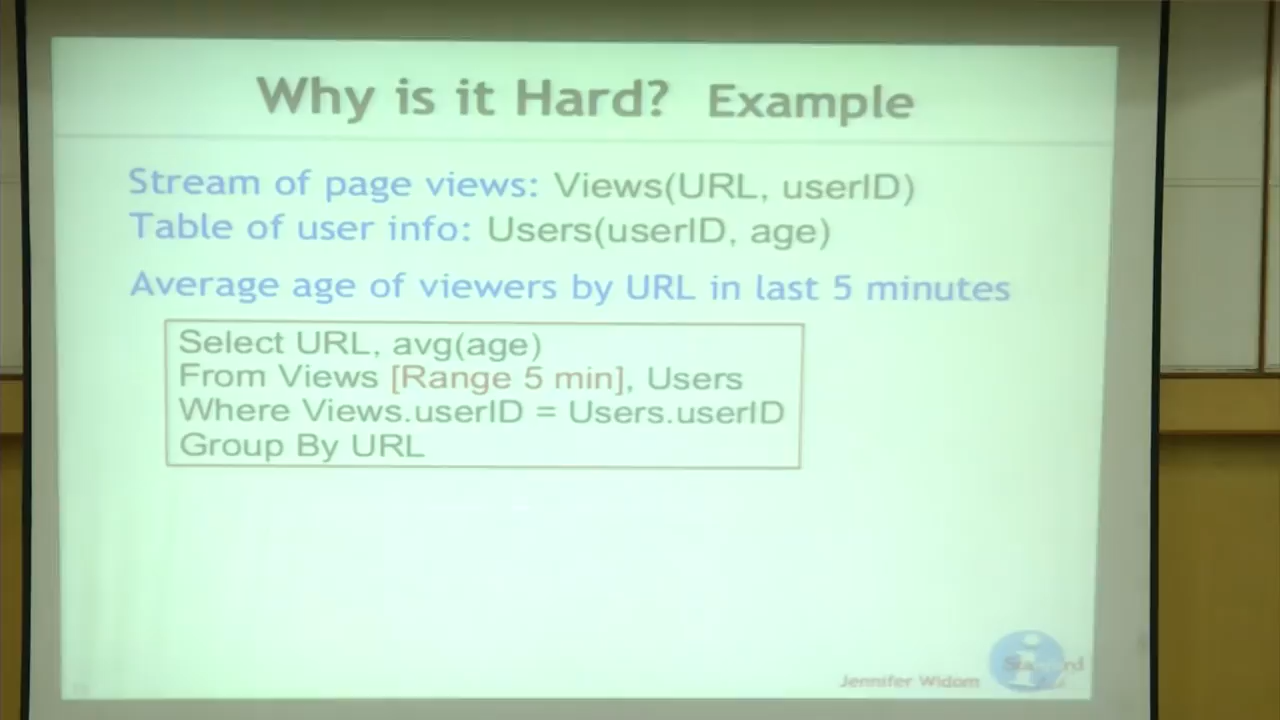 Why is it Hard? Example
Stream of page views: Views(URL, userID)
Table of user info: Users(userID, age)
Average age of viewers by URL in last 5 minutes
Select URL, avg(age)
From Views [Range 5 min], Users
Where Views.userID = Users.userID
Group By URL
Jennifer Widom